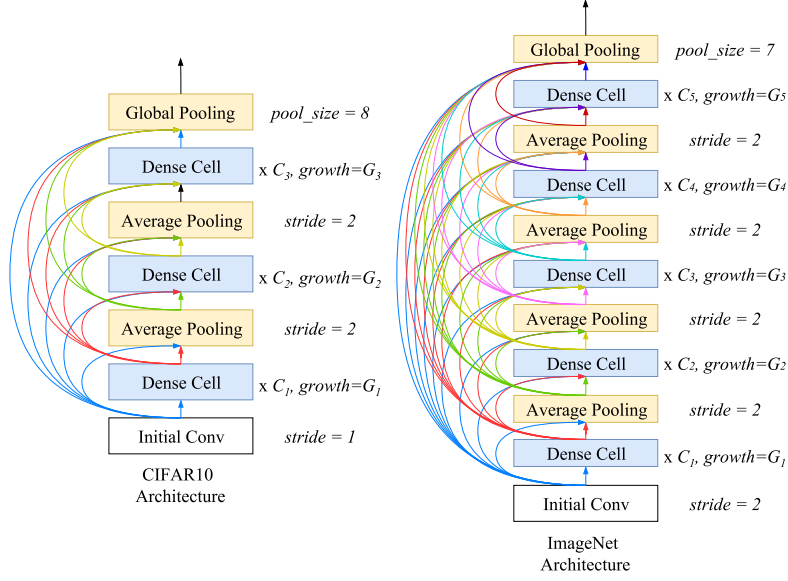 Global Pooling pool_size = 8
Dense Cell x C3, growth=G3
Average Pooling stride = 2
Dense Cell x C2, growth=G2
Average Pooling stride = 2
Dense Cell x C1, growth=G1
Initial Conv stride = 1
CIFAR10
Architecture
Global Pooling pool_size = 7
Dense Cell x C5, growth=G5
Average Pooling stride = 2
Dense Cell x C4, growth=G4
Average Pooling stride = 2
Dense Cell x C3, growth=G3
Average Pooling stride = 2
Dense Cell x C2, growth=G2
Average Pooling stride = 2
Dense Cell x C1, growth=G1
Initial Conv stride = 2
ImageNet
Architecture